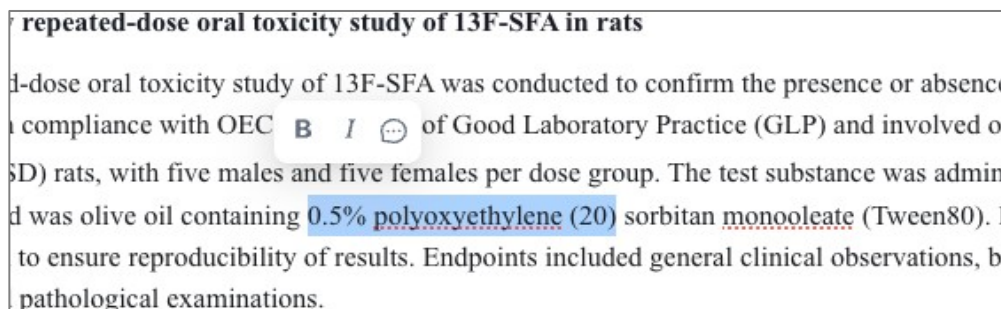 repeated-dose oral toxicity study of 13F-SFA in rats
d-dose oral toxicity study of 13F-SFA was conducted to confirm the presence or absence
compliance with OEC B I of Good Laboratory Practice (GLP) and involved o
SD) rats, with five males and five females per dose group. The test substance was admin
d was olive oil containing 0.5% polyoxyethylene (20) sorbitan monooleate (Tween80).
to ensure reproducibility of results. Endpoints included general clinical observations, b
pathological examinations.